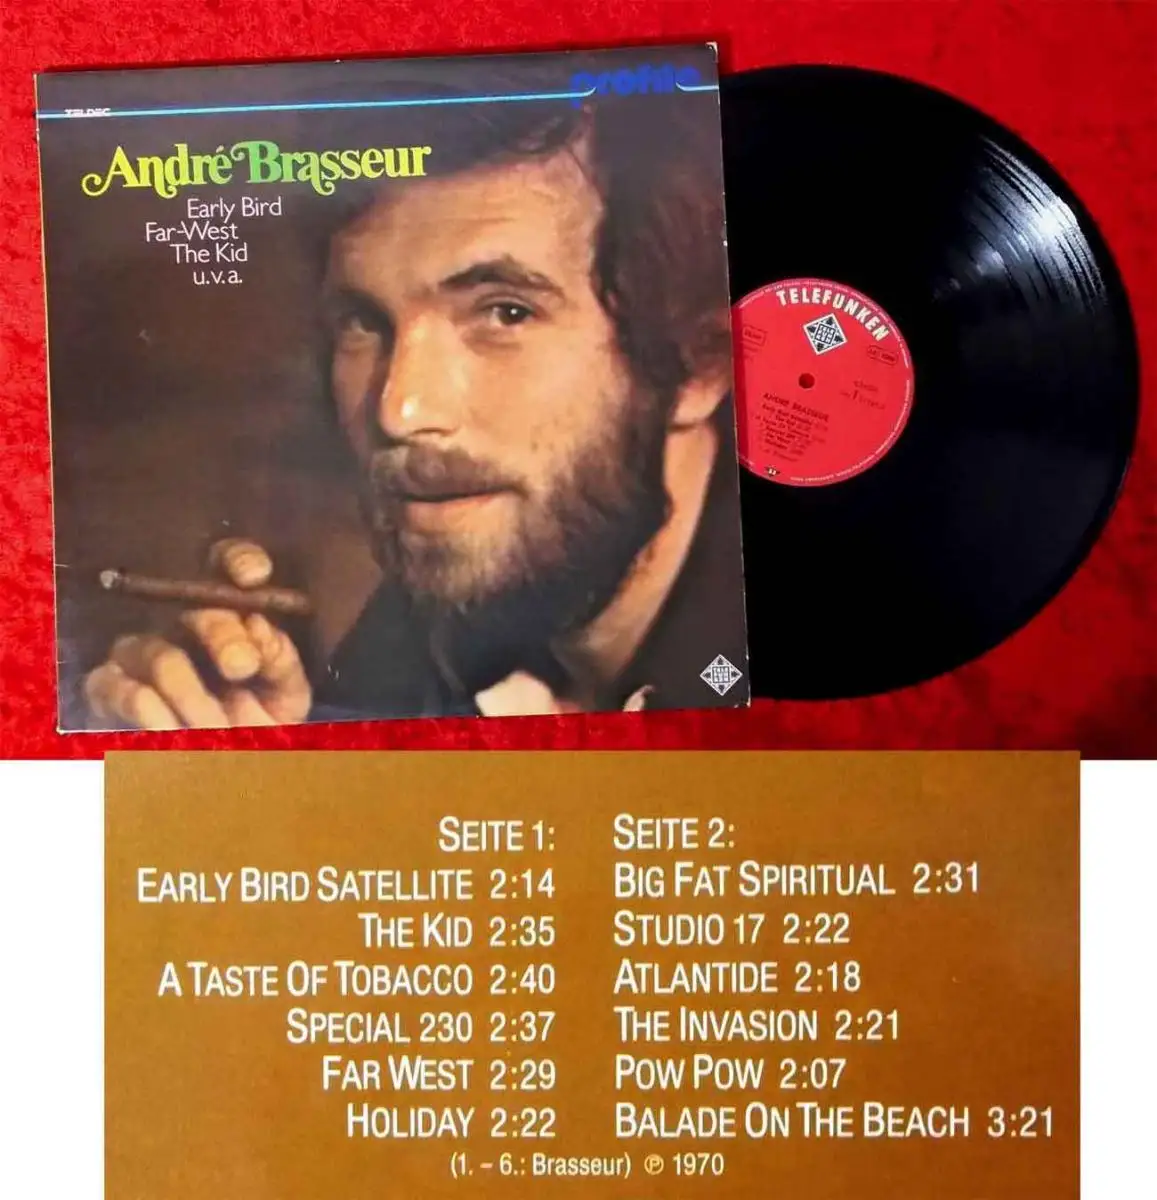 TELDEC
profile
André Brasseur
Early Bird
Far-West
The Kid
u.v.a.
TELEFUNKEN
ANDRÉ BRASSEUR
SEITE 1:
EARLY BIRD SATELLITE 2:14
THE KID 2:35
A TASTE OF TOBACCO 2:40
SPECIAL 230 2:37
FAR WEST 2:29
HOLIDAY 2:22
(1. – 6.: Brasseur) ℗ 1970
SEITE 2:
BIG FAT SPIRITUAL 2:31
STUDIO 17 2:22
ATLANTIDE 2:18
THE INVASION 2:21
POW POW 2:07
BALADE ON THE BEACH 3:21